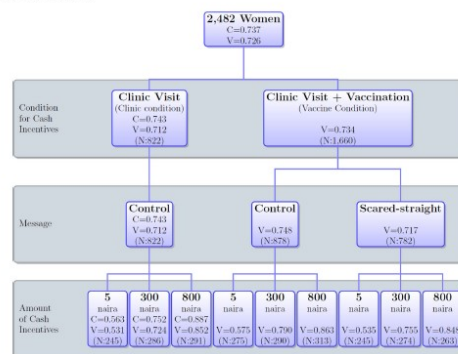 2,482 Women
C=0.737
V=0.726
Condition
for Cash
Incentives
Clinic Visit
(Clinic condition)
C=0.743
V=0.712
(N:822)
Clinic Visit + Vaccination
(Vaccine Condition)
V=0.734
(N:1,660)
Message
Control
C=0.743
V=0.712
(N:822)
Control
V=0.748
(N:878)
Scared-straight
V=0.717
(N:782)
Amount
of Cash
Incentives
5
naira
C=0.563
V=0.531
(N:245)
300
naira
C=0.752
V=0.724
(N:286)
800
naira
C=0.887
V=0.852
(N:291)
5
naira
V=0.575
(N:275)
300
naira
V=0.790
(N:290)
800
naira
V=0.863
(N:313)
5
naira
V=0.535
(N:245)
300
naira
V=0.755
(N:274)
800
naira
V=0.848
(N:263)